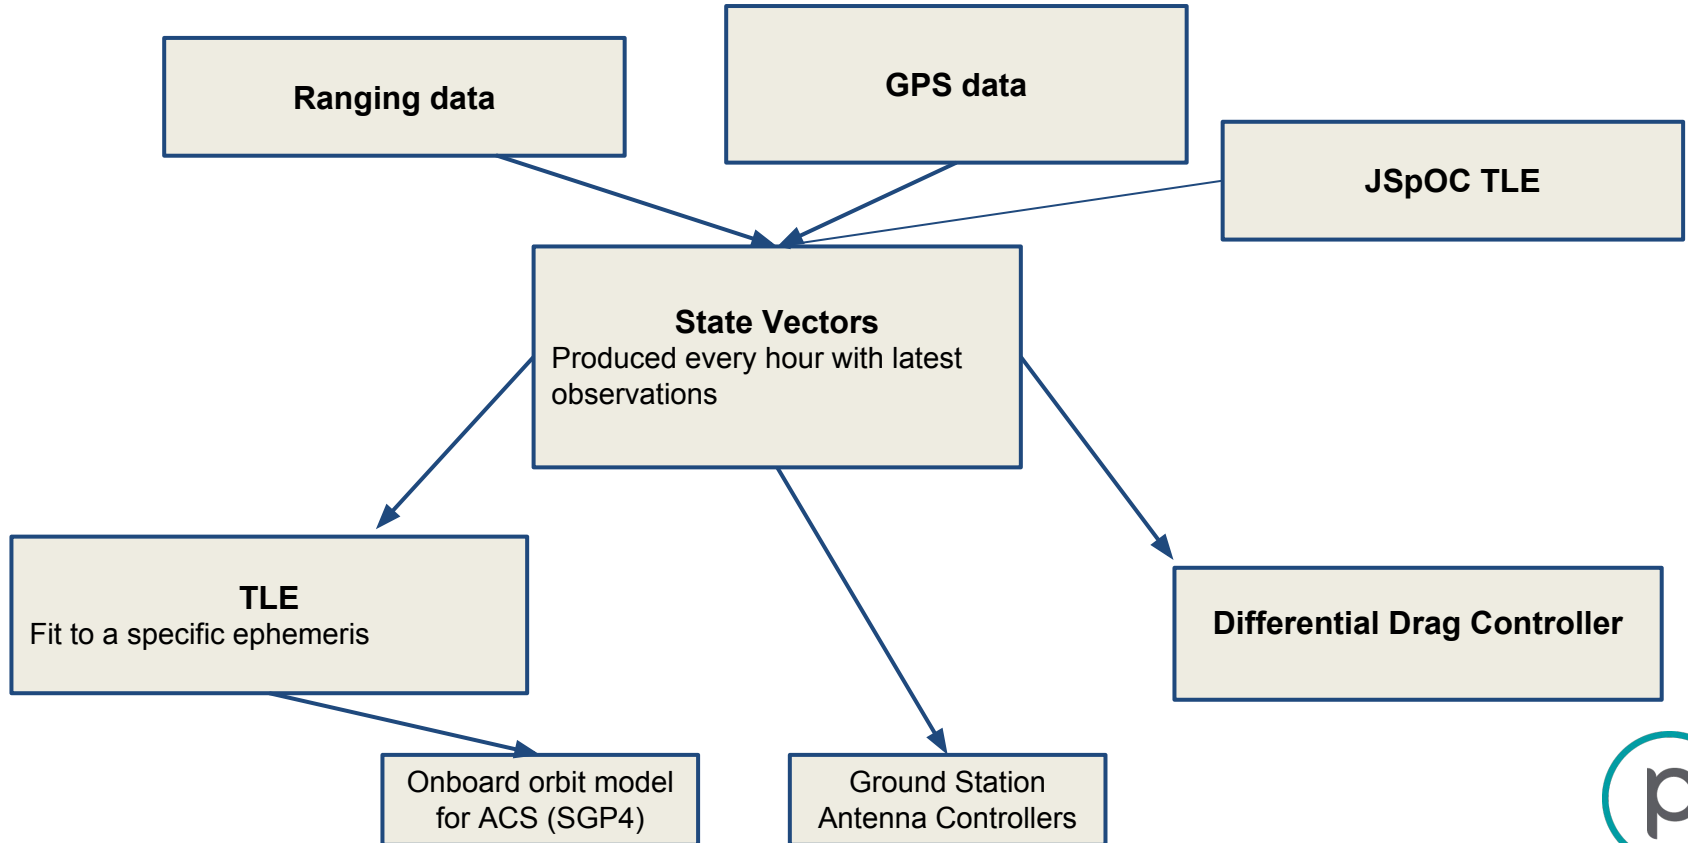 Ranging data
GPS data
JSpOC TLE
State Vectors
Produced every hour with latest
observations
TLE
Fit to a specific ephemeris
Differential Drag Controller
Onboard orbit model
for ACS (SGP4)
Ground Station
Antenna Controllers
p